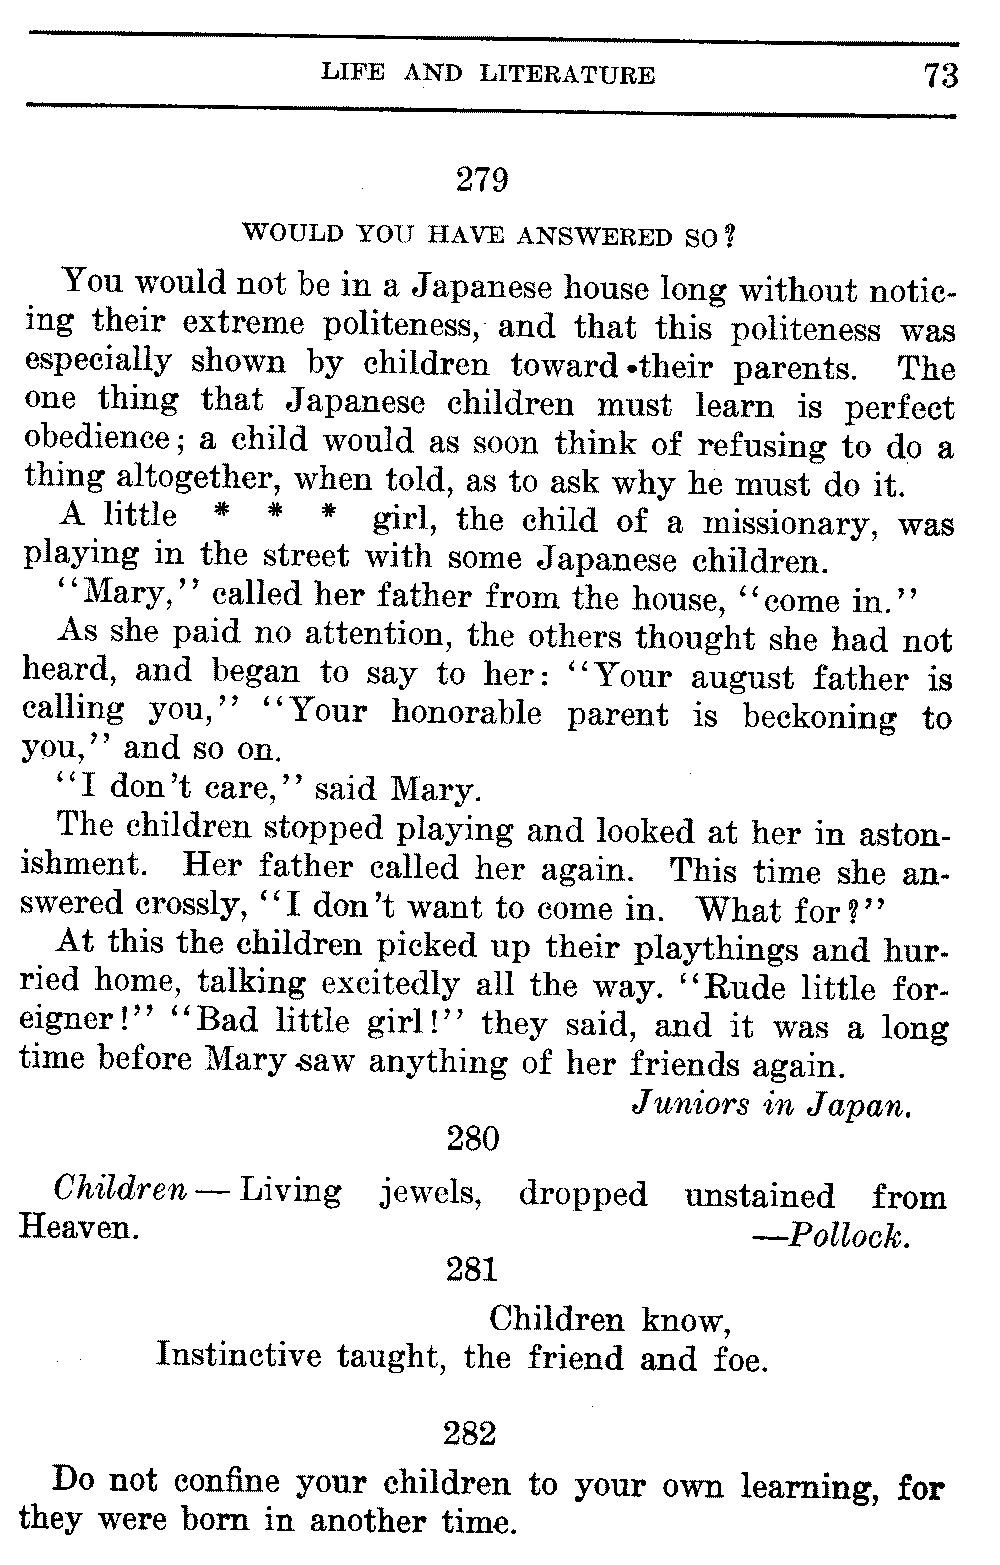 LIFE AND LITERATURE 73
279
WOULD YOU HAVE ANSWERED SO?
You would not be in a Japanese house long without notic-
ing their extreme politeness, and that this politeness was
especially shown by children toward their parents. The
one thing that Japanese children must learn is perfect
obedience; a child would as soon think of refusing to do a
thing altogether, when told, as to ask why he must do it.
A little * * * girl, the child of a missionary, was
playing in the street with some Japanese children.
"Mary," called her father from the house, "come in."
As she paid no attention, the others thought she had not
heard, and began to say to her: "Your august father is
calling you," "Your honorable parent is beckoning to
you," and so on.
"I don't care," said Mary.
The children stopped playing and looked at her in aston-
ishment. Her father called her again. This time she an-
swered crossly, "I don't want to come in. What for?"
At this the children picked up their playthings and hur-
ried home, talking excitedly all the way. "Rude little for-
eigner!" "Bad little girl!" they said, and it was a long
time before Mary saw anything of her friends again.
Juniors in Japan.
280
Children — Living jewels, dropped unstained from
Heaven. —Pollock.
281
Children know,
Instinctive taught, the friend and foe.
282
Do not confine your children to your own learning, for
they were born in another time.